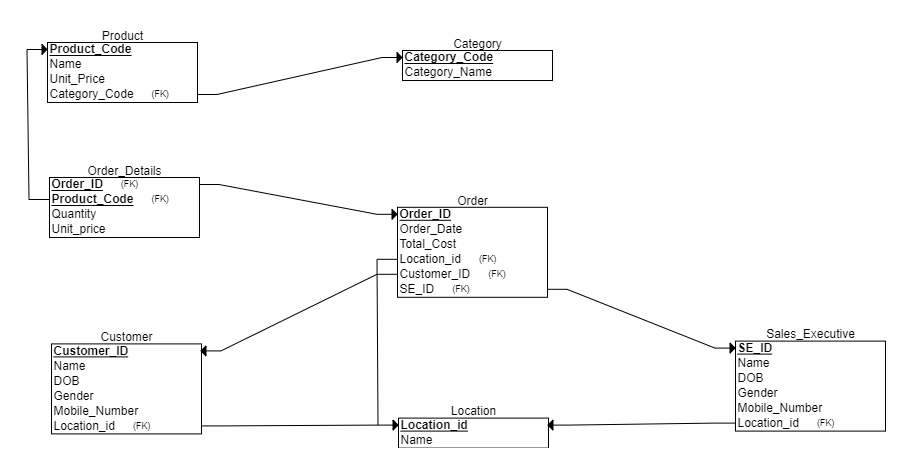 Product
Product_Code
Name
Unit_Price
Category_Code (FK)
Category
Category_Code
Category_Name
Order_Details
Order_ID (FK)
Product_Code (FK)
Quantity
Unit_price
Order
Order_ID
Order_Date
Total_Cost
Location_id (FK)
Customer_ID (FK)
SE_ID (FK)
Customer
Customer_ID
Name
DOB
Gender
Mobile_Number
Location_id (FK)
Sales_Executive
SE_ID
Name
DOB
Gender
Mobile_Number
Location_id (FK)
Location
Location_id
Name